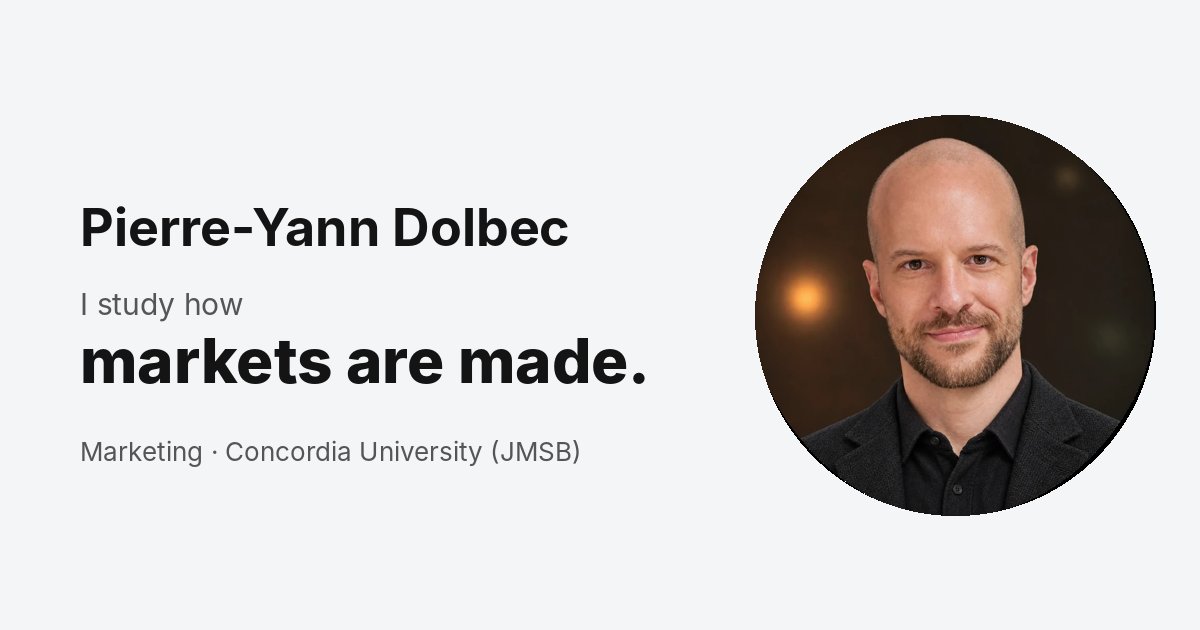 Pierre-Yann Dolbec
I study how
markets are made.
Marketing · Concordia University (JMSB)